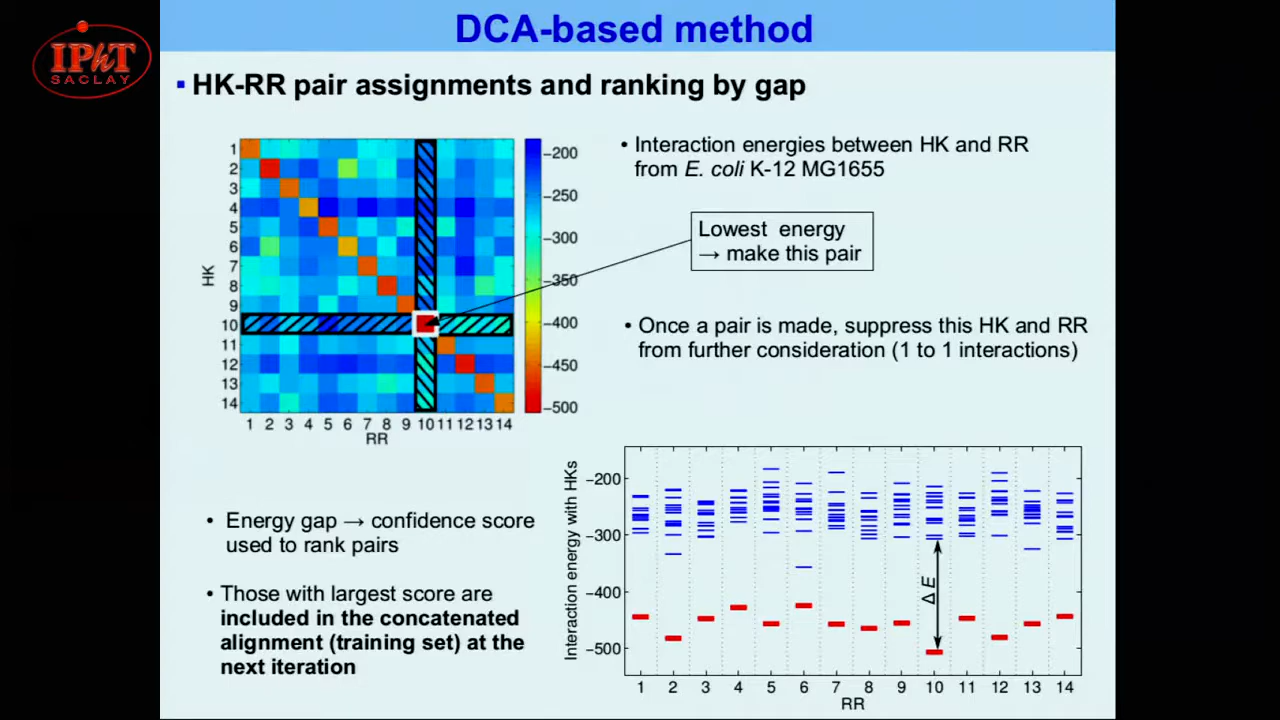 DCA-based method
IPhT
SACLAY
▪ HK-RR pair assignments and ranking by gap
• Interaction energies between HK and RR
from E. coli K-12 MG1655
Lowest energy
→ make this pair
• Once a pair is made, suppress this HK and RR
from further consideration (1 to 1 interactions)
HK
1
2
3
4
5
6
7
8
9
10
11
12
13
14
1 2 3 4 5 6 7 8 9 10 11 12 13 14
RR
−200
−250
−300
−350
−400
−450
−500
• Energy gap → confidence score
used to rank pairs
• Those with largest score are
included in the concatenated
alignment (training set) at the
next iteration
Interaction energy with HKs
−200
−300
−400
−500
Δ E
1 2 3 4 5 6 7 8 9 10 11 12 13 14
RR